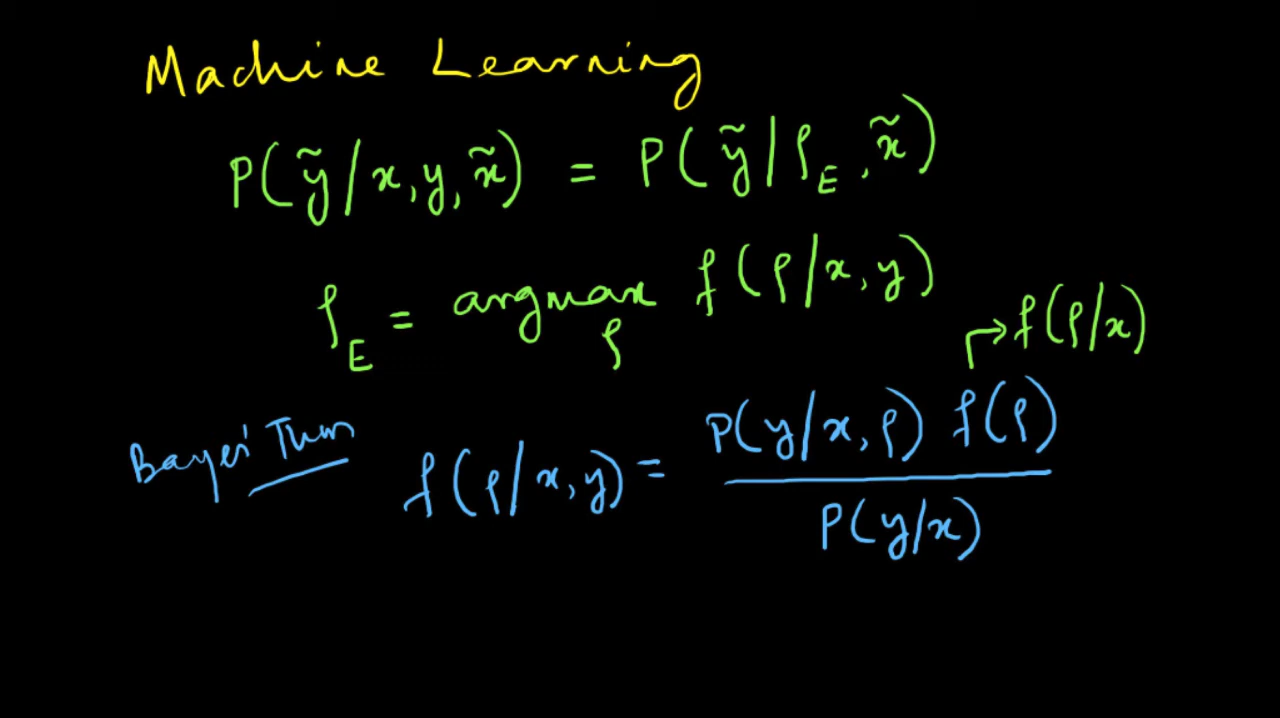 Machine Learning
P(ỹ/x, y, x̃) = P(ỹ/ρ_E, x̃)
ρ_E = argmax_ρ f(ρ/x, y)
→ f(ρ/x)
Bayes' Thm f(ρ/x, y) = P(y/x, ρ) f(ρ)
P(y/x)